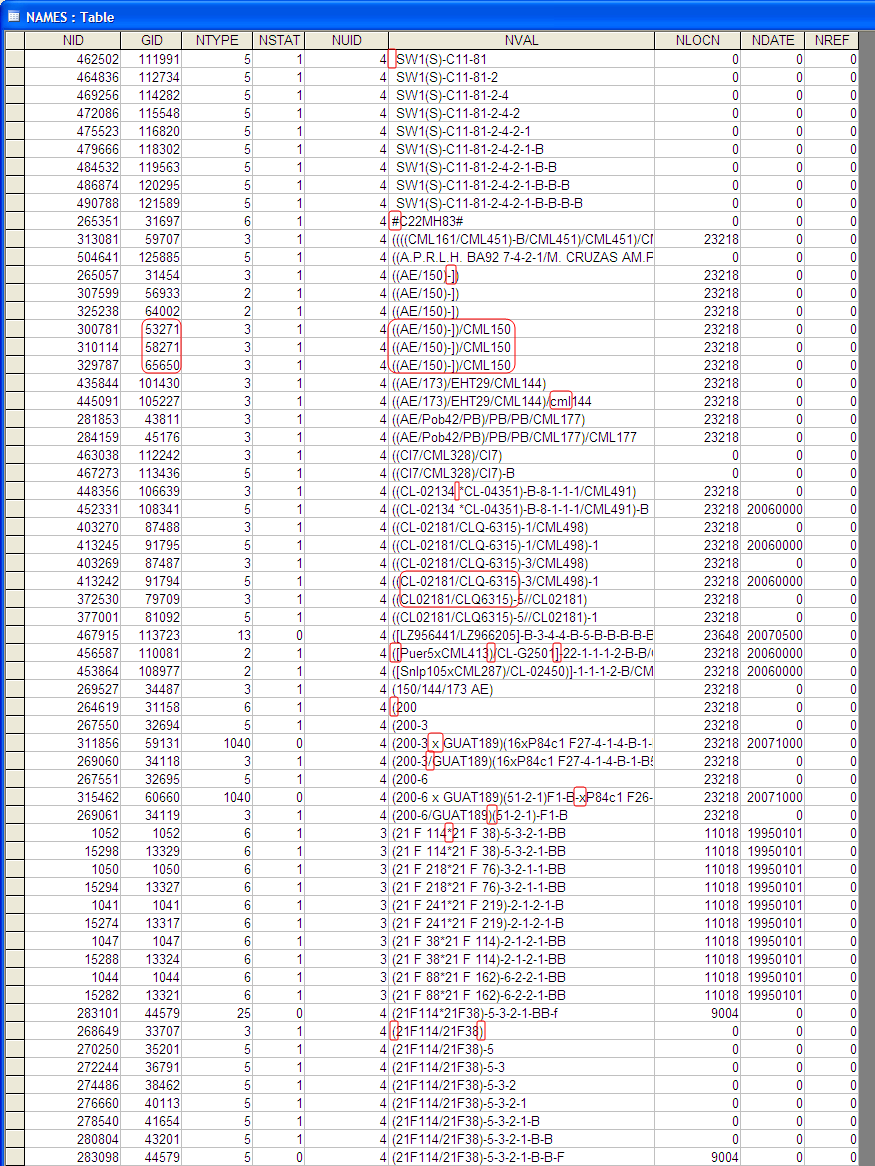 NAMES : Table
NID GID NTYPE NSTAT NUID NVAL NLOCN NDATE NREF
462502 111991 5 1 4 SW1(S)-C11-81 0 0 0
464836 112734 5 1 4 SW1(S)-C11-81-2 0 0 0
469256 114282 5 1 4 SW1(S)-C11-81-2-4 0 0 0
472086 115548 5 1 4 SW1(S)-C11-81-2-4-2 0 0 0
475523 116820 5 1 4 SW1(S)-C11-81-2-4-2-1 0 0 0
479666 118302 5 1 4 SW1(S)-C11-81-2-4-2-1-B 0 0 0
484532 119563 5 1 4 SW1(S)-C11-81-2-4-2-1-B-B 0 0 0
486874 120295 5 1 4 SW1(S)-C11-81-2-4-2-1-B-B-B 0 0 0
490788 121589 5 1 4 SW1(S)-C11-81-2-4-2-1-B-B-B-B 0 0 0
265351 31697 6 1 4 #C22MH83# 0 0 0
313081 59707 3 1 4 ((((CML161/CML451)-B/CML451)/CML451)/CM 23218 0 0
504641 125885 5 1 4 ((A.P.R.L.H. BA92 7-4-2-1/M. CRUZAS AM.F 0 0 0
265057 31454 3 1 4 ((AE/150)-]) 23218 0 0
307599 56933 2 1 4 ((AE/150)-]) 23218 0 0
325238 64002 2 1 4 ((AE/150)-]) 23218 0 0
300781 53271 3 1 4 ((AE/150)-])/CML150 23218 0 0
310114 58271 3 1 4 ((AE/150)-])/CML150 23218 0 0
329787 65650 3 1 4 ((AE/150)-])/CML150 23218 0 0
435844 101430 3 1 4 ((AE/173)/EHT29/CML144) 23218 0 0
445091 105227 3 1 4 ((AE/173)/EHT29/CML144)/cml144 23218 0 0
281853 43811 3 1 4 ((AE/Pob42/PB)/PB/PB/CML177) 23218 0 0
284159 45176 3 1 4 ((AE/Pob42/PB)/PB/PB/CML177)/CML177 23218 0 0
463038 112242 3 1 4 ((CI7/CML328)/CI7) 0 0 0
467273 113436 5 1 4 ((CI7/CML328)/CI7)-B 0 0 0
448356 106639 3 1 4 ((CL-02134 *CL-04351)-B-8-1-1-1/CML491) 23218 0 0
452331 108341 5 1 4 ((CL-02134 *CL-04351)-B-8-1-1-1/CML491)-B 23218 20060000 0
403270 87488 3 1 4 ((CL-02181/CLQ-6315)-1/CML498) 23218 0 0
413245 91795 5 1 4 ((CL-02181/CLQ-6315)-1/CML498)-1 23218 20060000 0
403269 87487 3 1 4 ((CL-02181/CLQ-6315)-3/CML498) 23218 0 0
413242 91794 5 1 4 ((CL-02181/CLQ-6315)-3/CML498)-1 23218 20060000 0
372530 79709 3 1 4 ((CL02181/CLQ6315)-5//CL02181) 23218 0 0
377001 81092 5 1 4 ((CL02181/CLQ6315)-5//CL02181)-1 23218 0 0
467915 113723 13 0 4 ([LZ956441/LZ966205]-B-3-4-4-B-5-B-B-B-B-B 23648 20070500 0
456587 110081 2 1 4 ([Puer5xCML413)/CL-G2501]-22-1-1-1-2-B-B/ 23218 20060000 0
453864 108977 2 1 4 ([Snlp105xCML287)/CL-02450)]-1-1-1-2-B/CM 23218 20060000 0
269527 34487 3 1 4 (150/144/173 AE) 23218 0 0
264619 31158 6 1 4 (200 23218 0 0
267550 32694 5 1 4 (200-3 23218 0 0
311856 59131 1040 0 4 (200-3 x GUAT189)(16xP84c1 F27-4-1-4-B-1- 23218 20071000 0
269060 34118 3 1 4 (200-3/GUAT189)(16xP84c1 F27-4-1-4-B-1-B5 23218 0 0
267551 32695 5 1 4 (200-6 23218 0 0
315462 60660 1040 0 4 (200-6 x GUAT189)(51-2-1)F1-B-xP84c1 F26- 23218 20071000 0
269061 34119 3 1 4 (200-6/GUAT189)(51-2-1)-F1-B 23218 0 0
1052 1052 6 1 3 (21 F 114*21 F 38)-5-3-2-1-BB 11018 19950101 0
15298 13329 6 1 3 (21 F 114*21 F 38)-5-3-2-1-BB 11018 19950101 0
1050 1050 6 1 3 (21 F 218*21 F 76)-3-2-1-1-BB 11018 19950101 0
15294 13327 6 1 3 (21 F 218*21 F 76)-3-2-1-1-BB 11018 19950101 0
1041 1041 6 1 3 (21 F 241*21 F 219)-2-1-2-1-B 11018 19950101 0
15274 13317 6 1 3 (21 F 241*21 F 219)-2-1-2-1-B 11018 19950101 0
1047 1047 6 1 3 (21 F 38*21 F 114)-2-1-2-1-BB 11018 19950101 0
15288 13324 6 1 3 (21 F 38*21 F 114)-2-1-2-1-BB 11018 19950101 0
1044 1044 6 1 3 (21 F 88*21 F 162)-6-2-2-1-BB 11018 19950101 0
15282 13321 6 1 3 (21 F 88*21 F 162)-6-2-2-1-BB 11018 19950101 0
283101 44579 25 0 4 (21F114*21F38)-5-3-2-1-BB-f 9004 0 0
268649 33707 3 1 4 (21F114/21F38) 0 0 0
270250 35201 5 1 4 (21F114/21F38)-5 0 0 0
272244 36791 5 1 4 (21F114/21F38)-5-3 0 0 0
274486 38462 5 1 4 (21F114/21F38)-5-3-2 0 0 0
276660 40113 5 1 4 (21F114/21F38)-5-3-2-1 0 0 0
278540 41654 5 1 4 (21F114/21F38)-5-3-2-1-B 0 0 0
280804 43201 5 1 4 (21F114/21F38)-5-3-2-1-B-B 0 0 0
283098 44579 5 0 4 (21F114/21F38)-5-3-2-1-B-B-F 9004 0 0